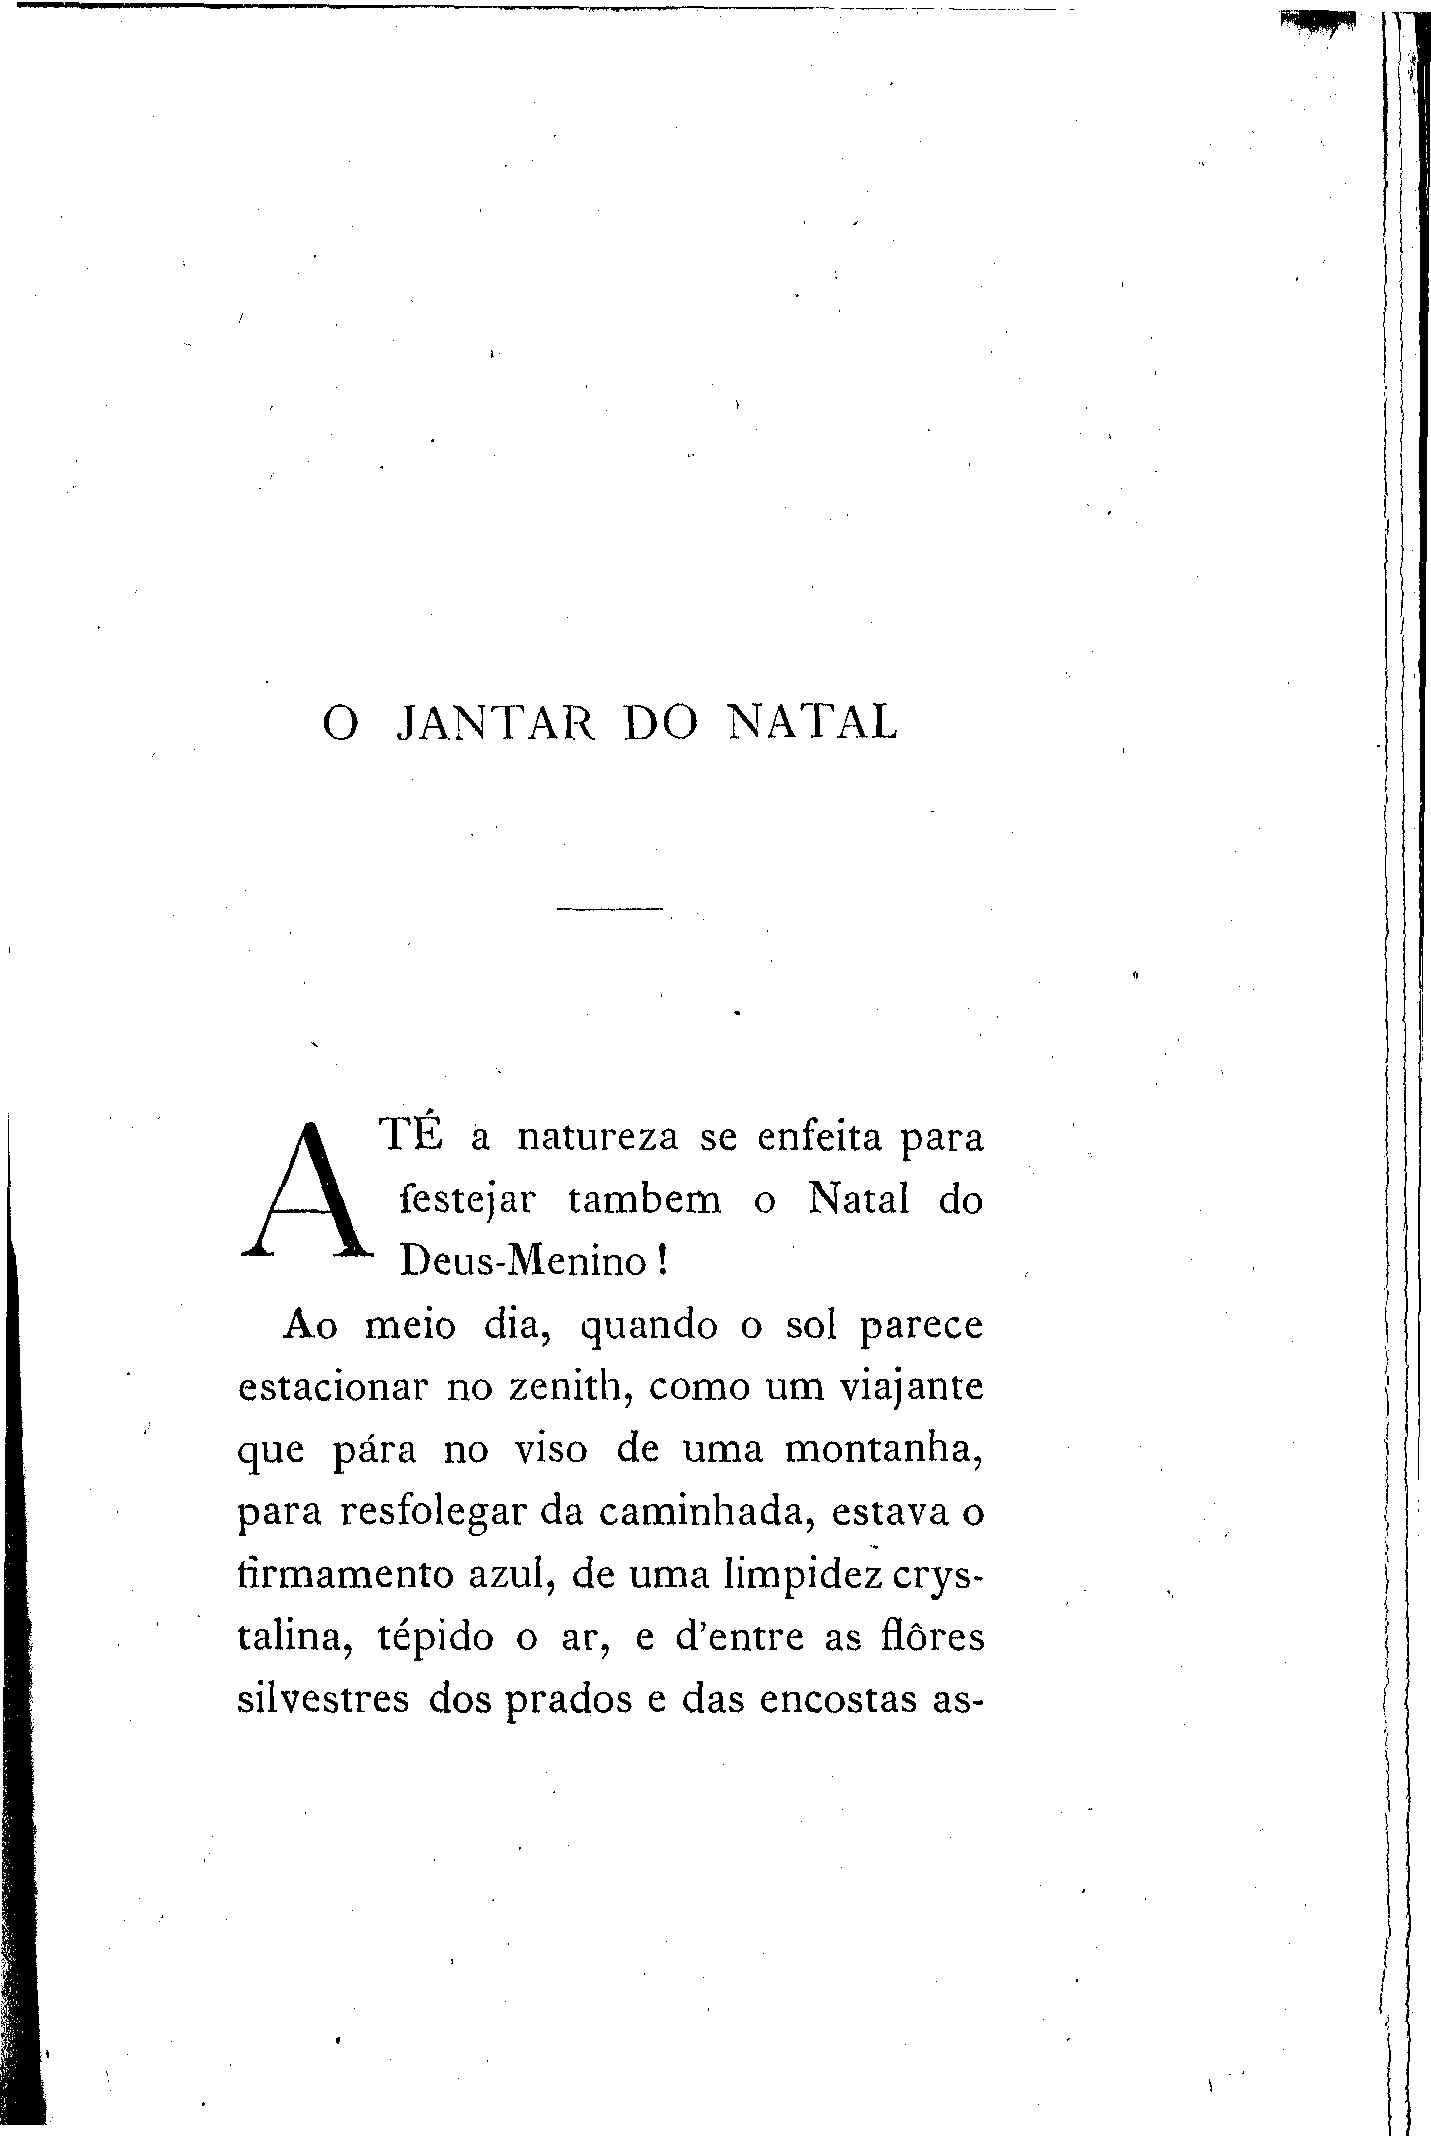 O JANTAR DO NATAL
ATÉ a natureza se enfeita para
festejar tambem o Natal do
Deus-Menino !
Ao meio dia, quando o sol parece
estacionar no zenith, como um viajante
que pára no viso de uma montanha,
para resfolegar da caminhada, estava o
firmamento azul, de uma limpidez crys-
talina, tépido o ar, e d'entre as flôres
silvestres dos prados e das encostas as-